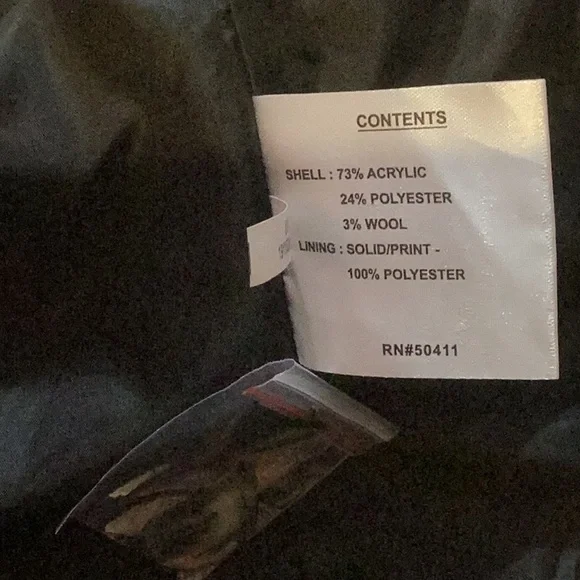 CONTENTS
SHELL : 73% ACRYLIC
24% POLYESTER
3% WOOL
LINING : SOLID/PRINT -
100% POLYESTER
RN#50411